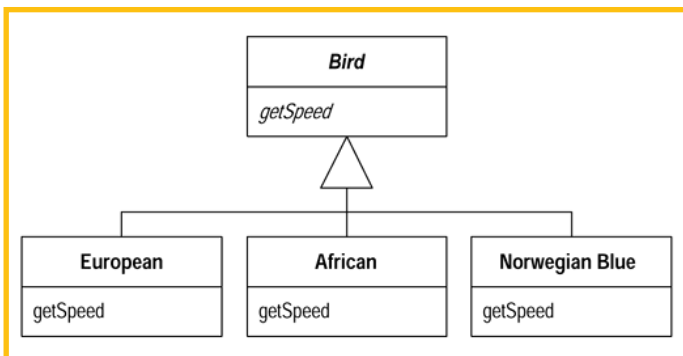 Bird
getSpeed
European
African
Norwegian Blue
getSpeed
getSpeed
getSpeed